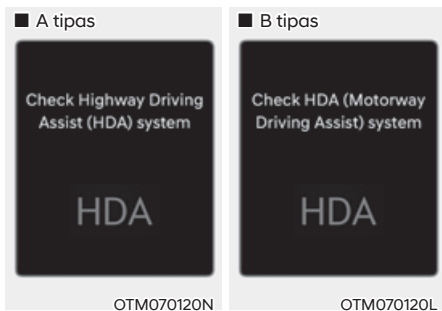 ■ A tipas
Check Highway Driving
Assist (HDA) system
HDA
OTM070120N
■ B tipas
Check HDA (Motorway
Driving Assist) system
HDA
OTM070120L